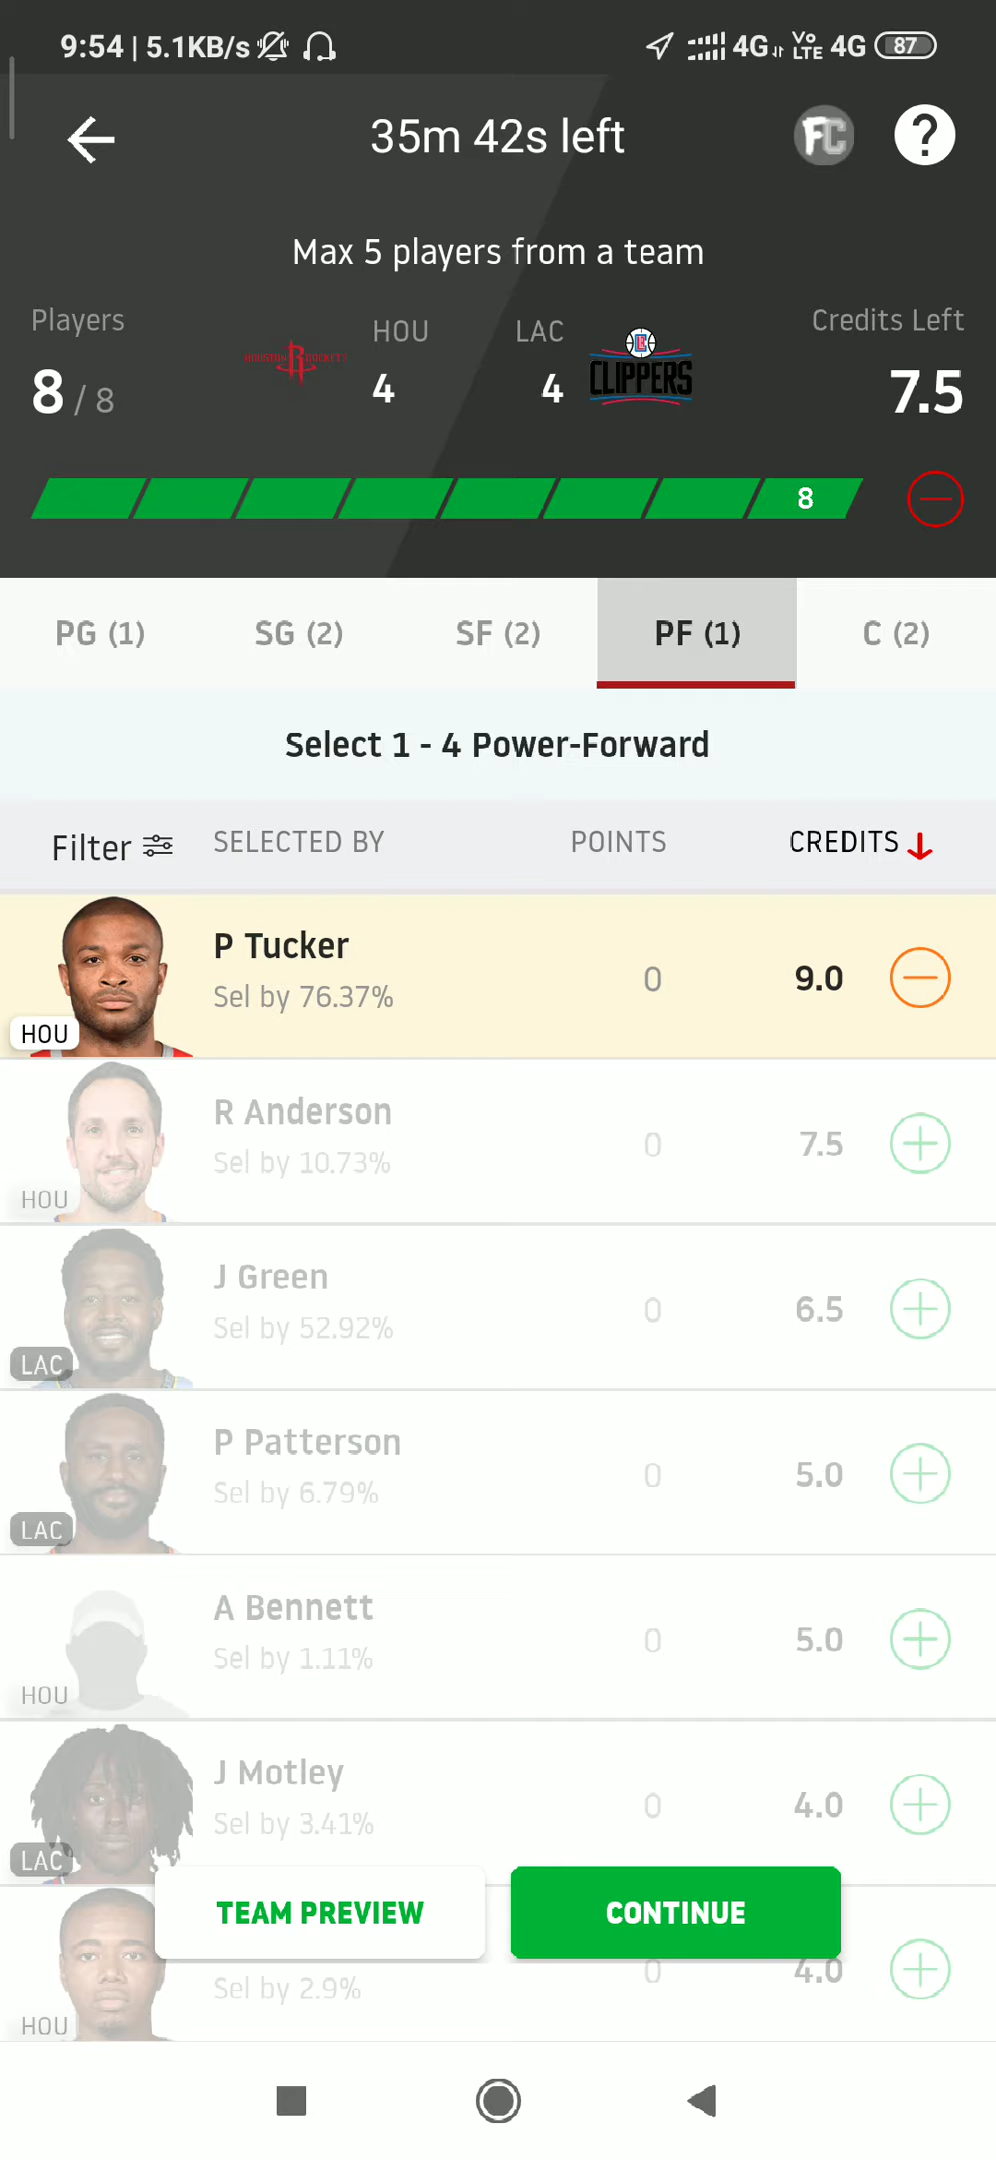 9:54 | 5.1KB/s 4G Vo LTE 4G 87
35m 42s left FC ?
Max 5 players from a team
Players HOU LAC Credits Left
HOUSTON ROCKETS CLIPPERS
8 / 8 4 4 7.5
8
PG (1) SG (2) SF (2) PF (1) C (2)
Select 1 - 4 Power-Forward
Filter SELECTED BY POINTS CREDITS
P Tucker
Sel by 76.37% 0 9.0
HOU
R Anderson
Sel by 10.73% 0 7.5
HOU
J Green
Sel by 52.92% 0 6.5
LAC
P Patterson
Sel by 6.79% 0 5.0
LAC
A Bennett
Sel by 1.11% 0 5.0
HOU
J Motley
Sel by 3.41% 0 4.0
LAC
TEAM PREVIEW CONTINUE
Sel by 2.9% 0 4.0
HOU